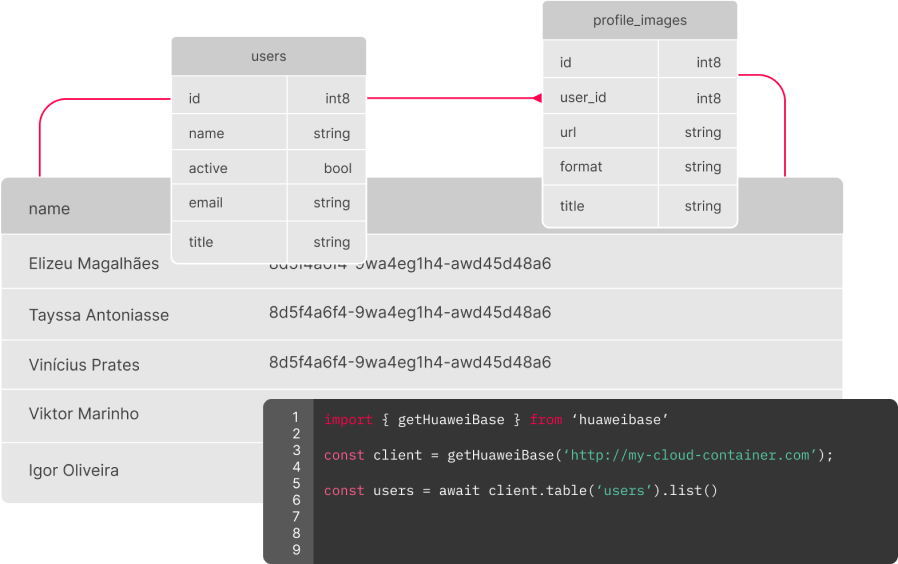 profile_images
id int8
user_id int8
url string
format string
title string
users
id int8
name string
active bool
email string
title string
name
Elizeu Magalhães 8d5f4a6f4-9wa4eg1h4-awd45d48a6
Tayssa Antoniasse 8d5f4a6f4-9wa4eg1h4-awd45d48a6
Vinícius Prates 8d5f4a6f4-9wa4eg1h4-awd45d48a6
Viktor Marinho
Igor Oliveira
1 import { getHuaweiBase } from ‘huaweibase’
2
3 const client = getHuaweiBase(‘http://my-cloud-container.com’);
4
5 const users = await client.table(‘users’).list()
6
7
8
9